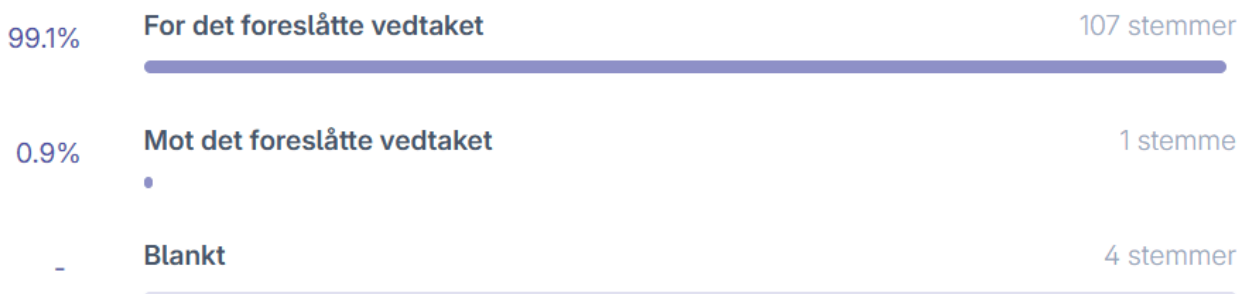 99.1% For det foreslåtte vedtaket 107 stemmer
0.9% Mot det foreslåtte vedtaket 1 stemme
- Blankt 4 stemmer